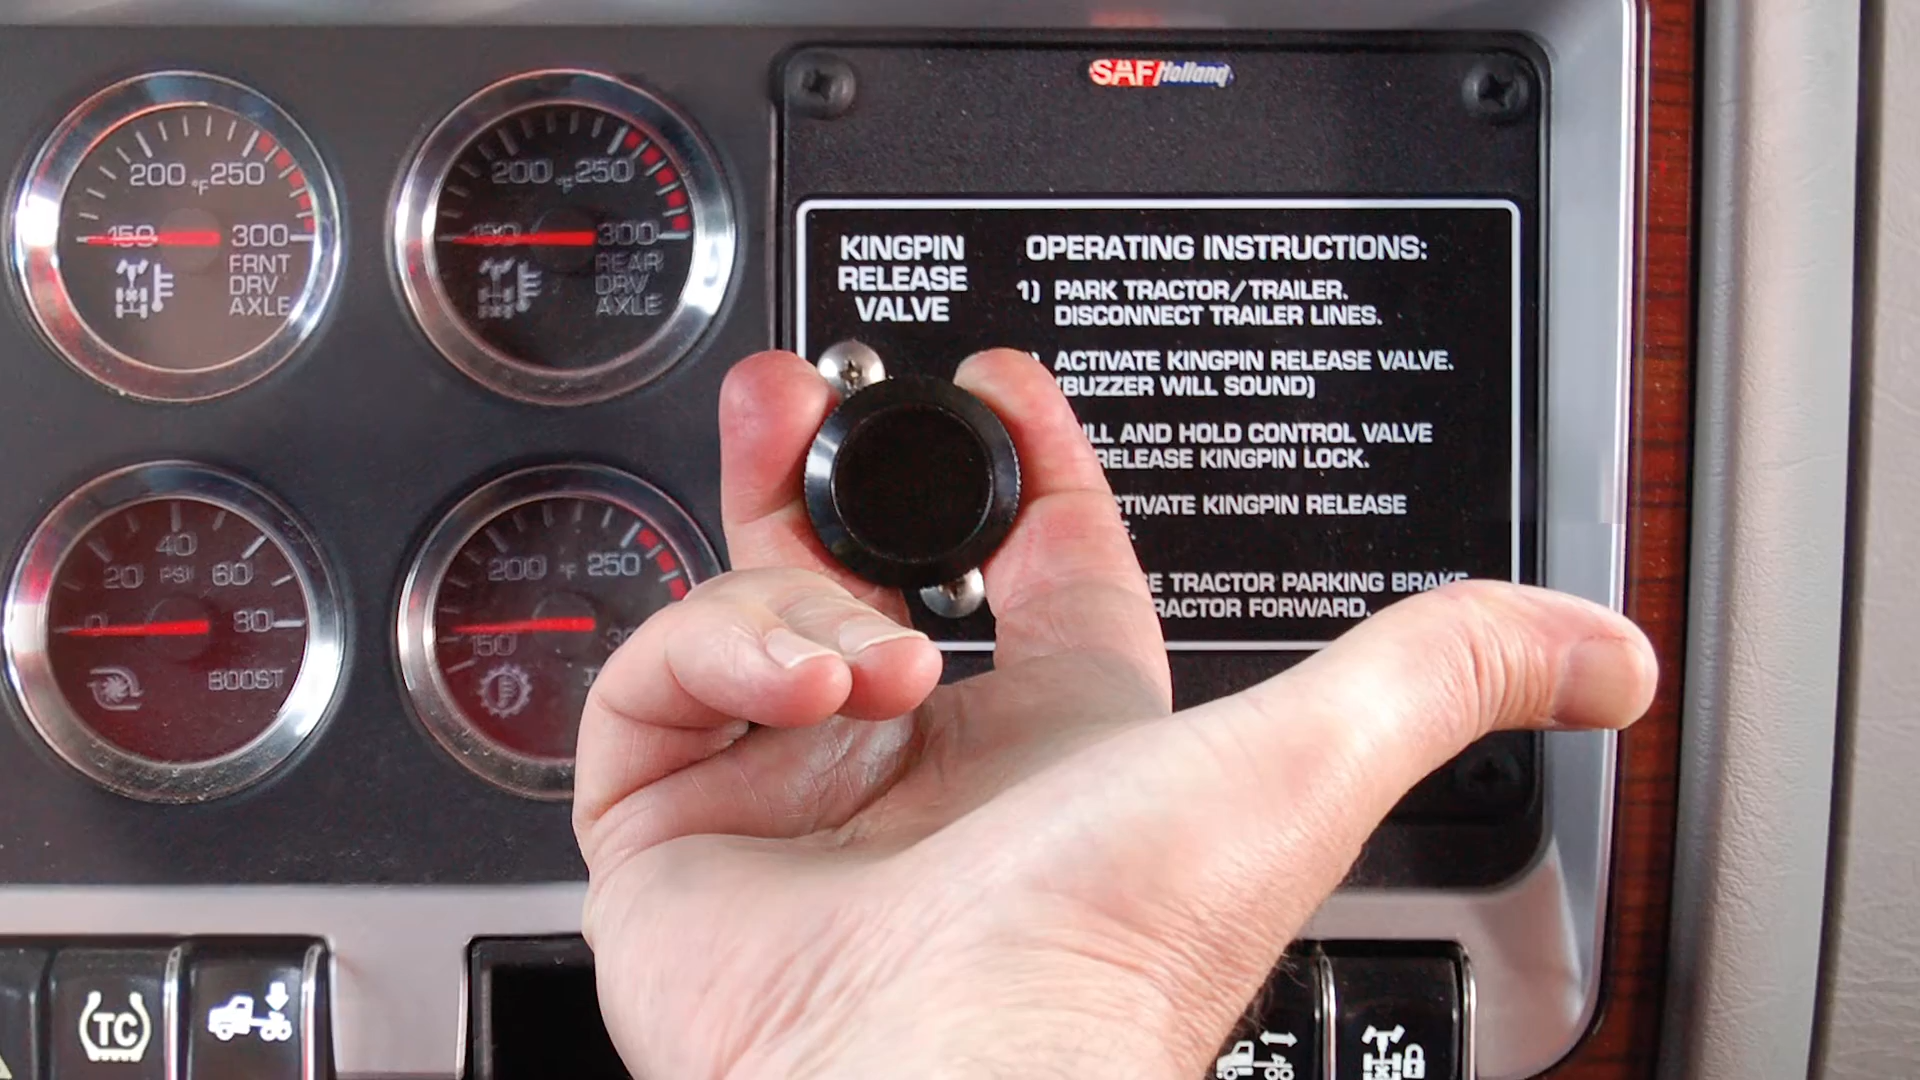 SAF Holland
200 °F 250
150 300
FRNT
DRV
AXLE
200 °F 250
150 300
REAR
DRV
AXLE
40
20 PSI 60
0 80
BOOST
200 °F 250
150
KINGPIN
RELEASE
VALVE
OPERATING INSTRUCTIONS:
1) PARK TRACTOR/TRAILER.
DISCONNECT TRAILER LINES.
ACTIVATE KINGPIN RELEASE VALVE.
(BUZZER WILL SOUND)
AND HOLD CONTROL VALVE
RELEASE KINGPIN LOCK.
KINGPIN RELEASE
TRACTOR PARKING BRAKE
FORWARD.
TC